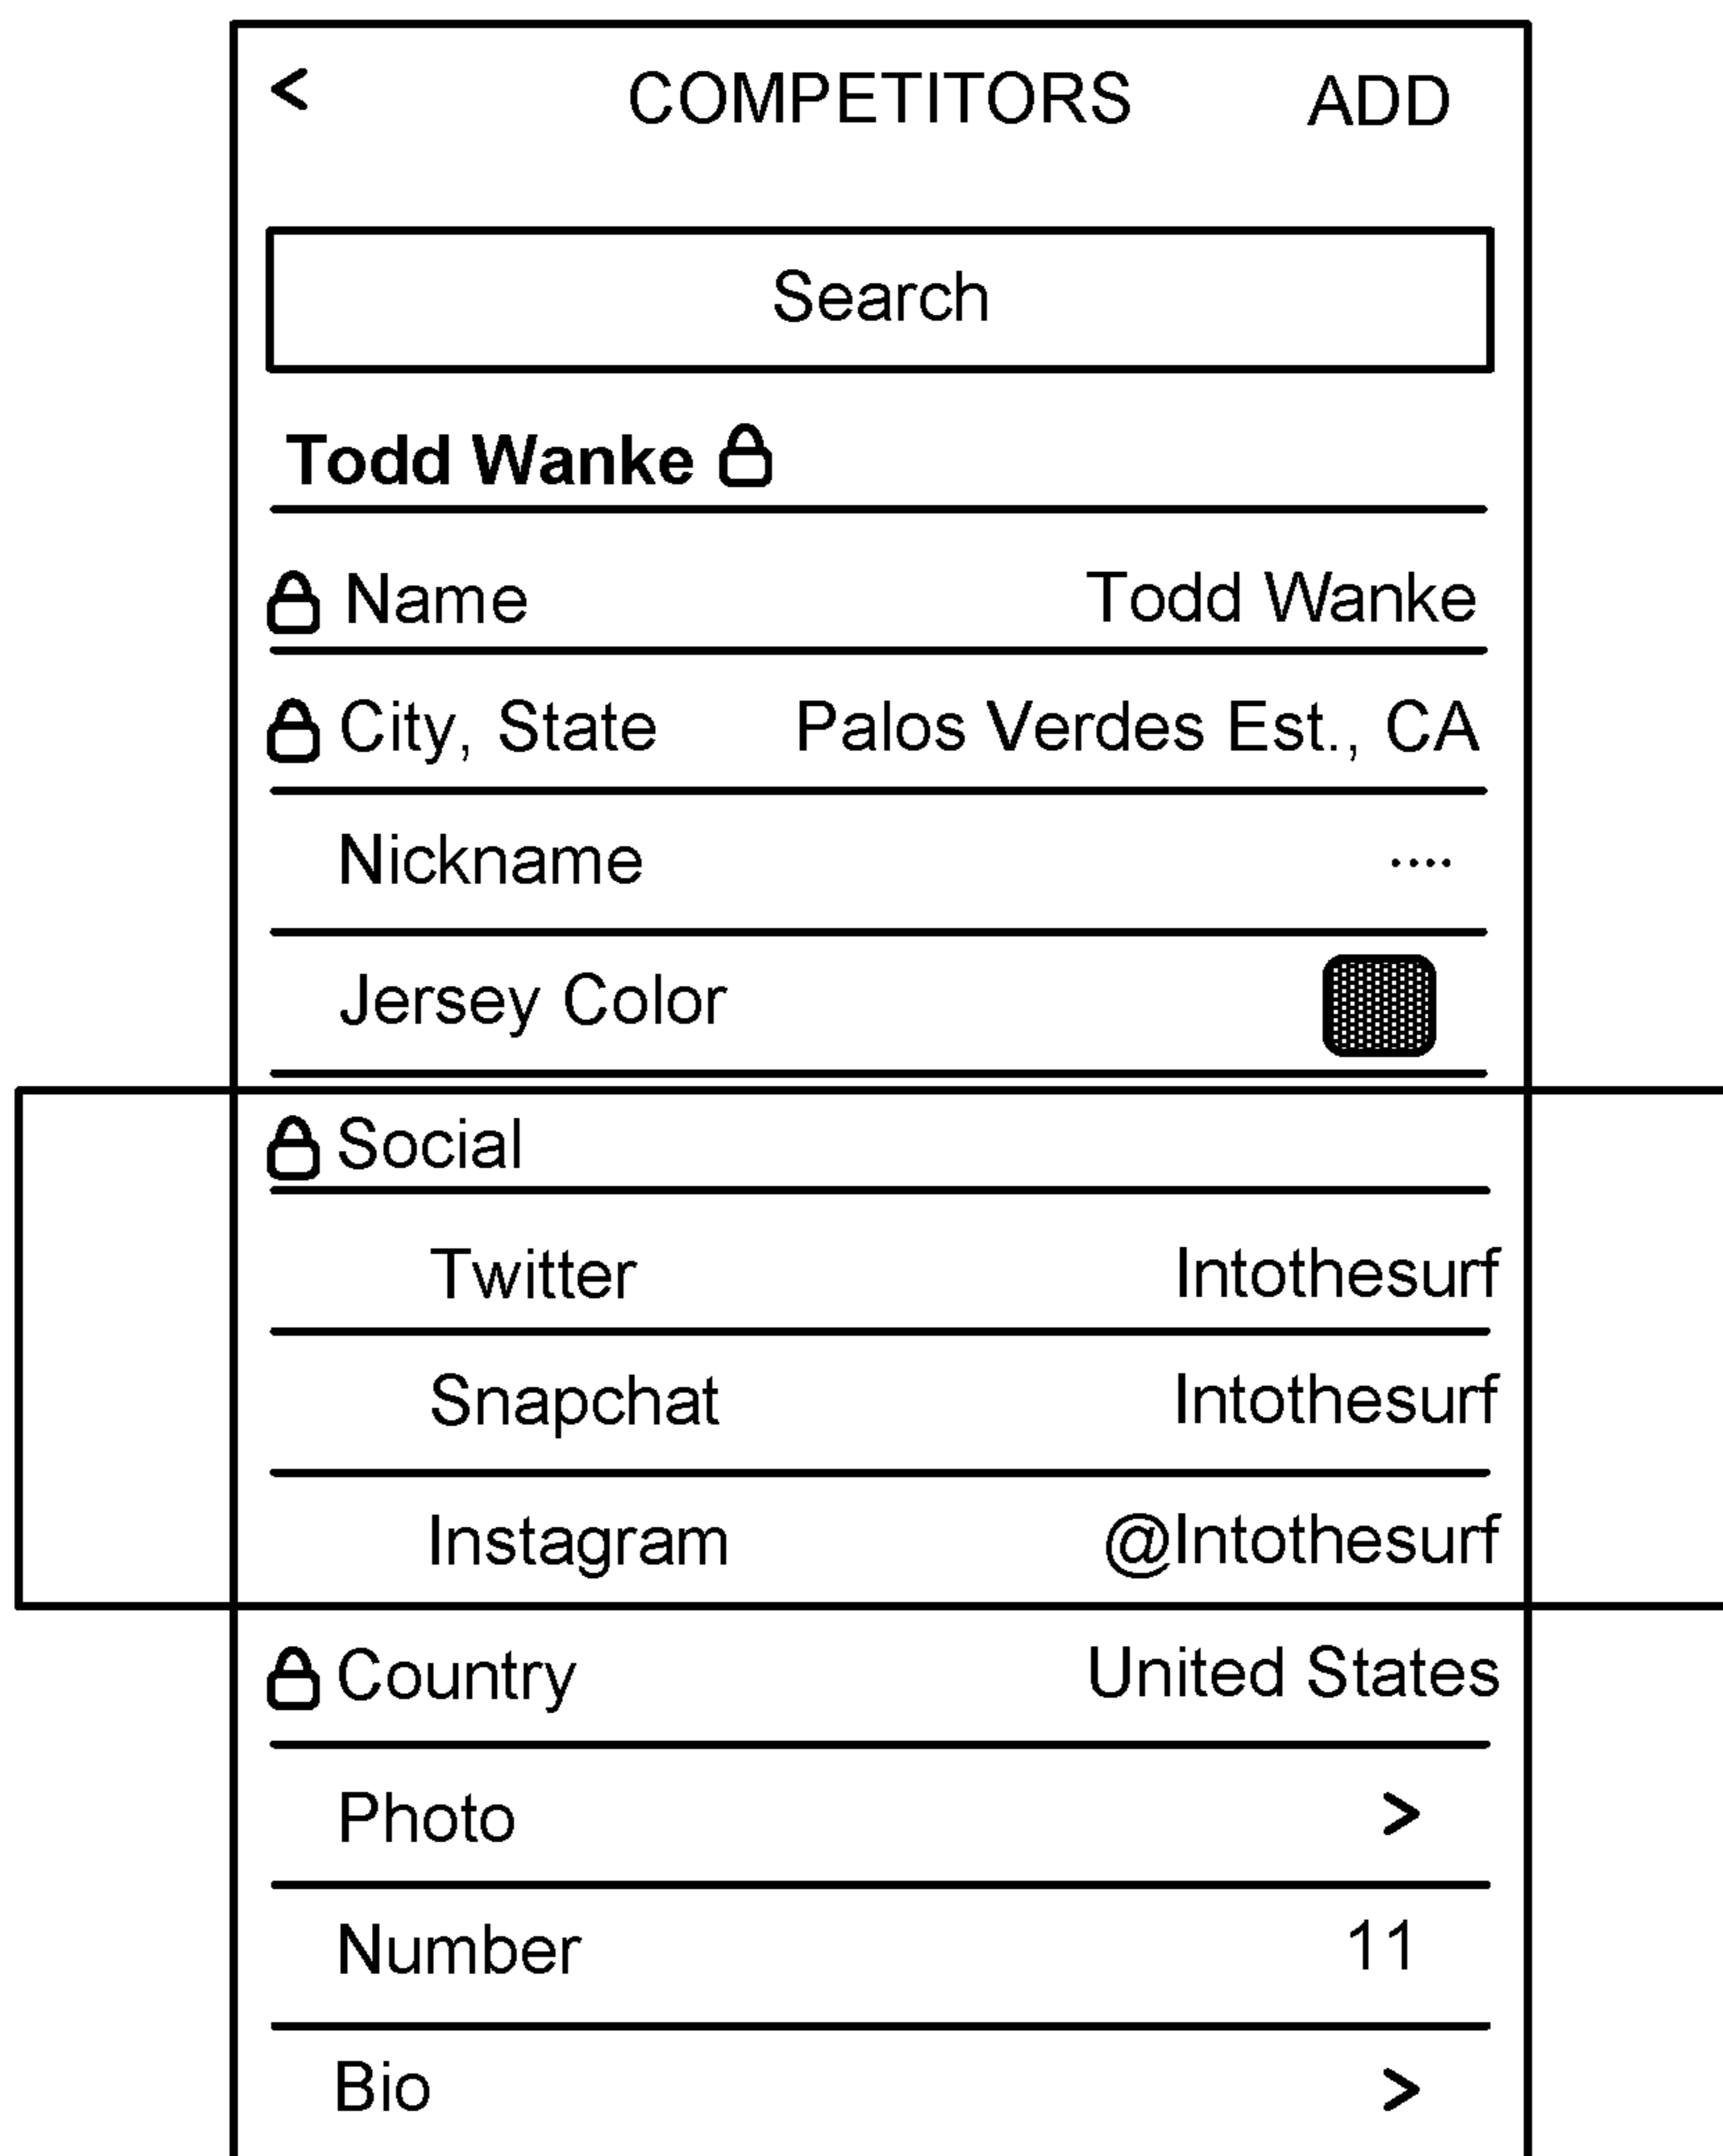 < COMPETITORS ADD
Search
Todd Wanke
Name Todd Wanke
City, State Palos Verdes Est., CA
Nickname ....
Jersey Color
Social
Twitter Intothesurf
Snapchat Intothesurf
Instagram @Intothesurf
Country United States
Photo >
Number 11
Bio >